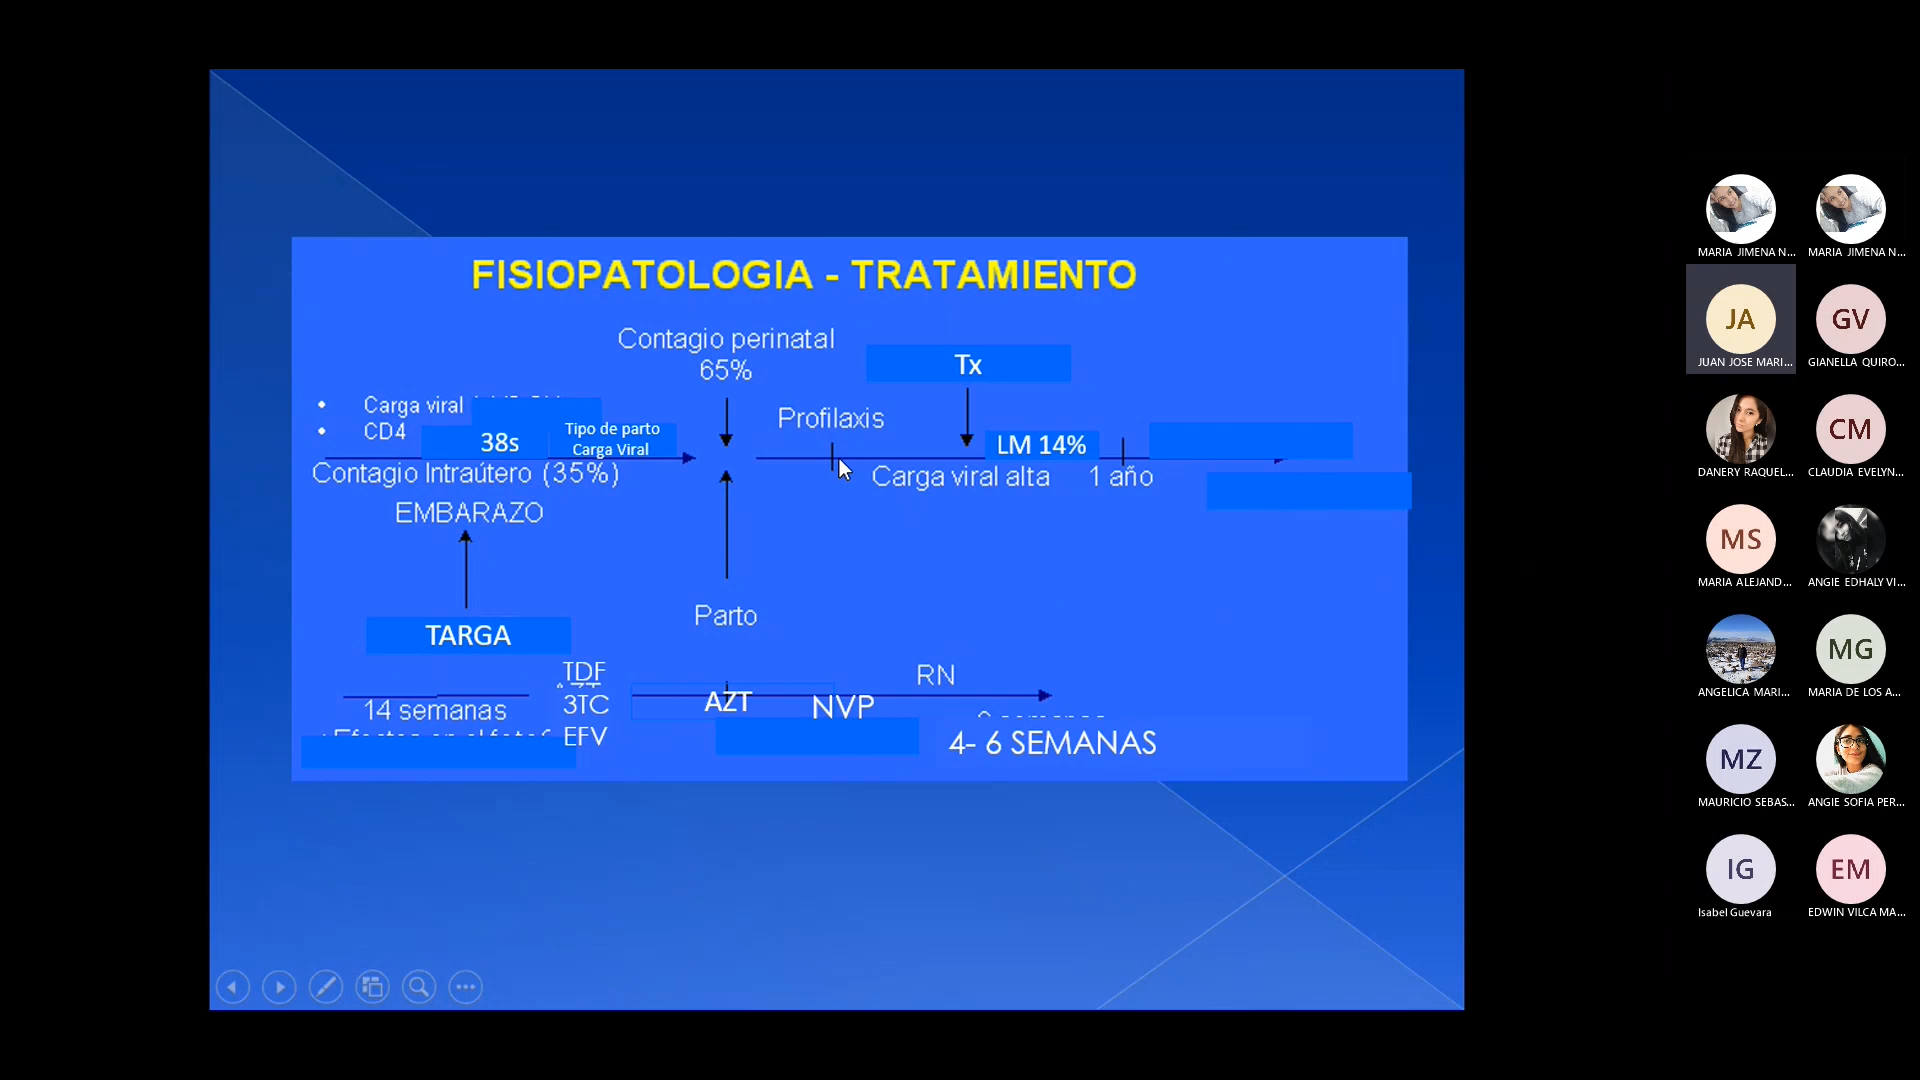 FISIOPATOLOGIA - TRATAMIENTO
Contagio perinatal
65%
Tx
• Carga viral
• CD4
38s
Tipo de parto
Carga Viral
Profilaxis
LM 14%
Contagio Intraútero (35%)
Carga viral alta
1 año
EMBARAZO
TARGA
Parto
TDF
3TC
EFV
14 semanas
AZT
NVP
RN
4- 6 SEMANAS
MARIA JIMENA N...
MARIA JIMENA N...
JA
JUAN JOSE MARI...
GV
GIANELLA QUIRO...
DANERY RAQUEL...
CM
CLAUDIA EVELYN...
MS
MARIA ALEJAND...
ANGIE EDHALY VI...
ANGELICA MARI...
MG
MARIA DE LOS A...
MZ
MAURICIO SEBAS...
ANGIE SOFIA PER...
IG
Isabel Guevara
EM
EDWIN VILCA MA...